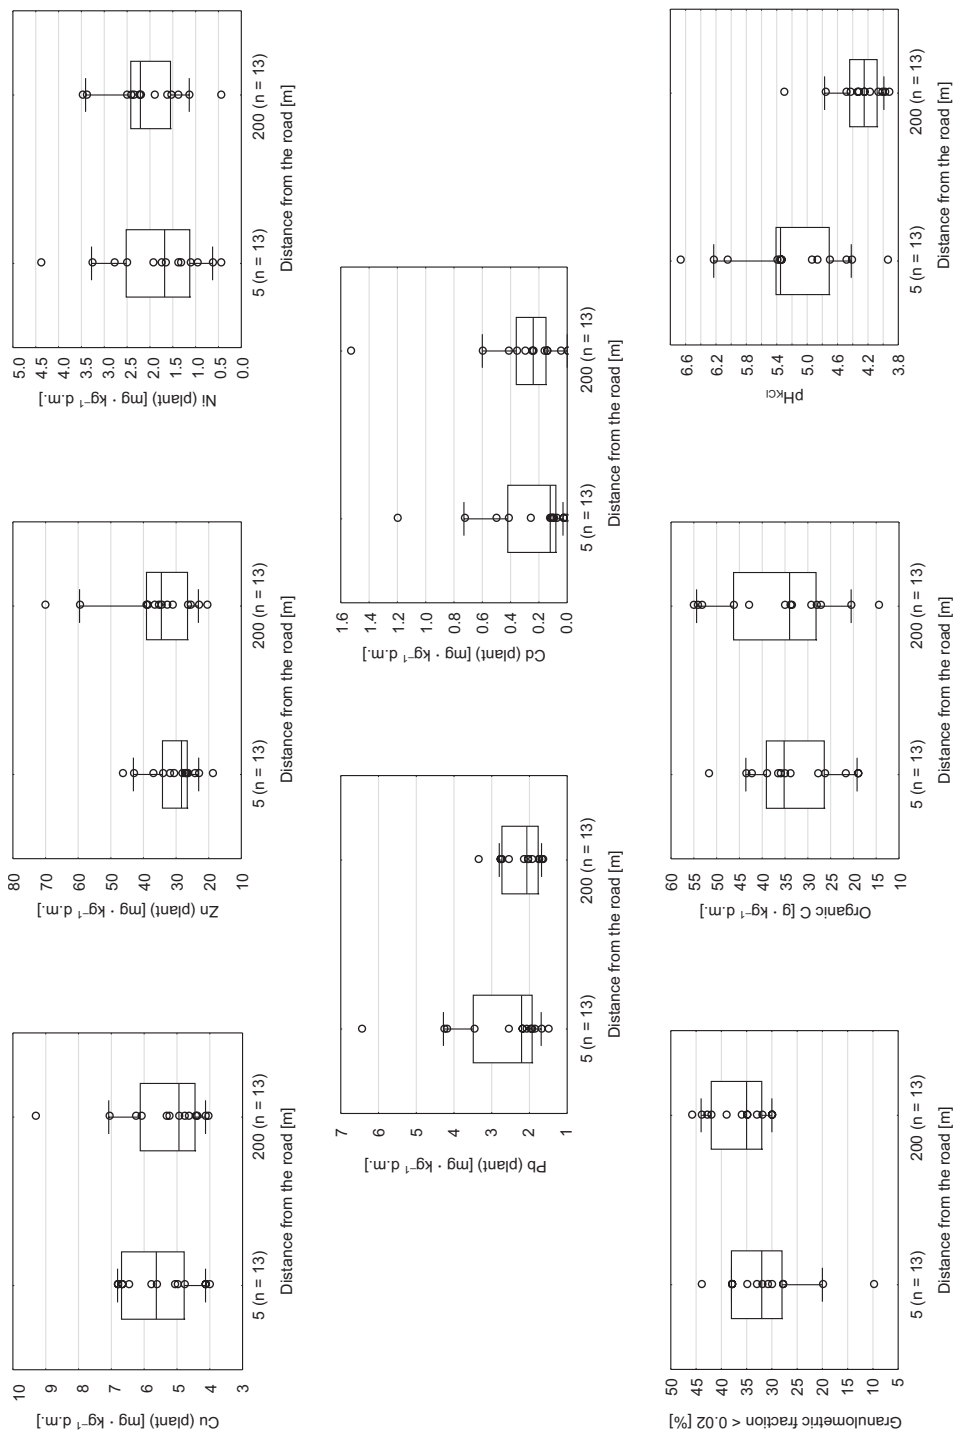 Cu (plant) [mg · kg⁻¹ d.m.]
10
9
8
7
6
5
4
3
5 (n = 13)
200 (n = 13)
Distance from the road [m]
Zn (plant) [mg · kg⁻¹ d.m.]
80
70
60
50
40
30
20
10
5 (n = 13)
200 (n = 13)
Distance from the road [m]
Ni (plant) [mg · kg⁻¹ d.m.]
5.0
4.5
4.0
3.5
3.0
2.5
2.0
1.5
1.0
0.5
0.0
5 (n = 13)
200 (n = 13)
Distance from the road [m]
Pb (plant) [mg · kg⁻¹ d.m.]
7
6
5
4
3
2
1
5 (n = 13)
200 (n = 13)
Distance from the road [m]
Cd (plant) [mg · kg⁻¹ d.m.]
1.6
1.4
1.2
1.0
0.8
0.6
0.4
0.2
0.0
5 (n = 13)
200 (n = 13)
Distance from the road [m]
Granulometric fraction < 0.02 [%]
50
45
40
35
30
25
20
15
10
5
5 (n = 13)
200 (n = 13)
Distance from the road [m]
Organic C [g · kg⁻¹ d.m.]
60
55
50
45
40
35
30
25
20
15
10
5 (n = 13)
200 (n = 13)
Distance from the road [m]
pH_KCl
6.6
6.2
5.8
5.4
5.0
4.6
4.2
3.8
5 (n = 13)
200 (n = 13)
Distance from the road [m]